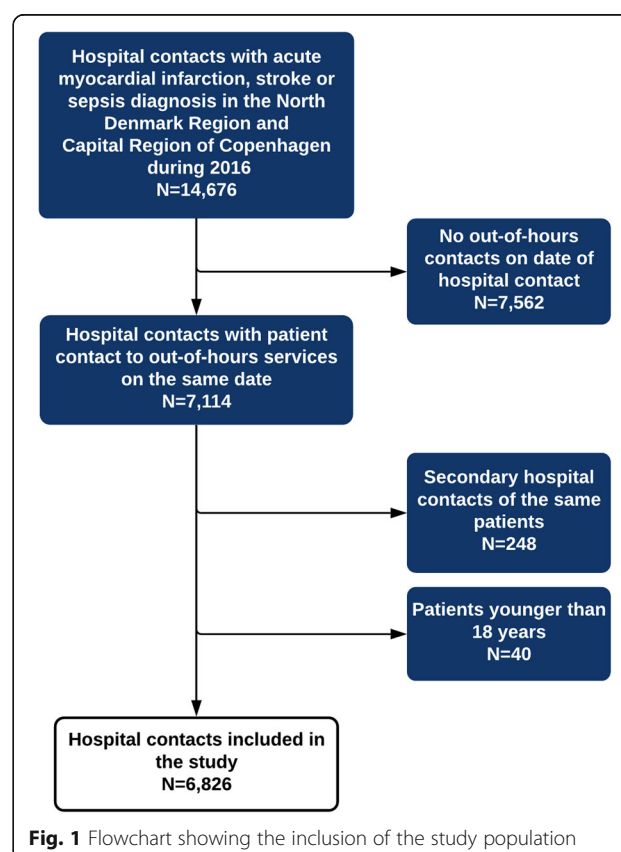 Hospital contacts with acute
myocardial infarction, stroke or
sepsis diagnosis in the North
Denmark Region and
Capital Region of Copenhagen
during 2016
N=14,676
No out-of-hours
contacts on date of
hospital contact
N=7,562
Hospital contacts with patient
contact to out-of-hours services
on the same date
N=7,114
Secondary hospital
contacts of the same
patients
N=248
Patients younger than
18 years
N=40
Hospital contacts included in
the study
N=6,826
Fig. 1 Flowchart showing the inclusion of the study population